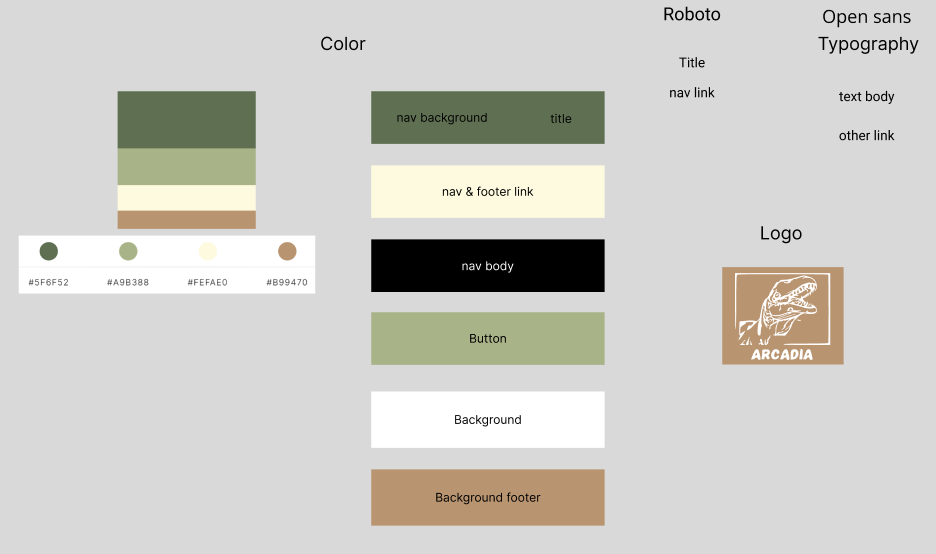 Color
#5F6F52
#A9B388
#FEFAE0
#B99470
nav background
title
nav & footer link
nav body
Button
Background
Background footer
Roboto
Title
nav link
Open sans
Typography
text body
other link
Logo
ARCADIA